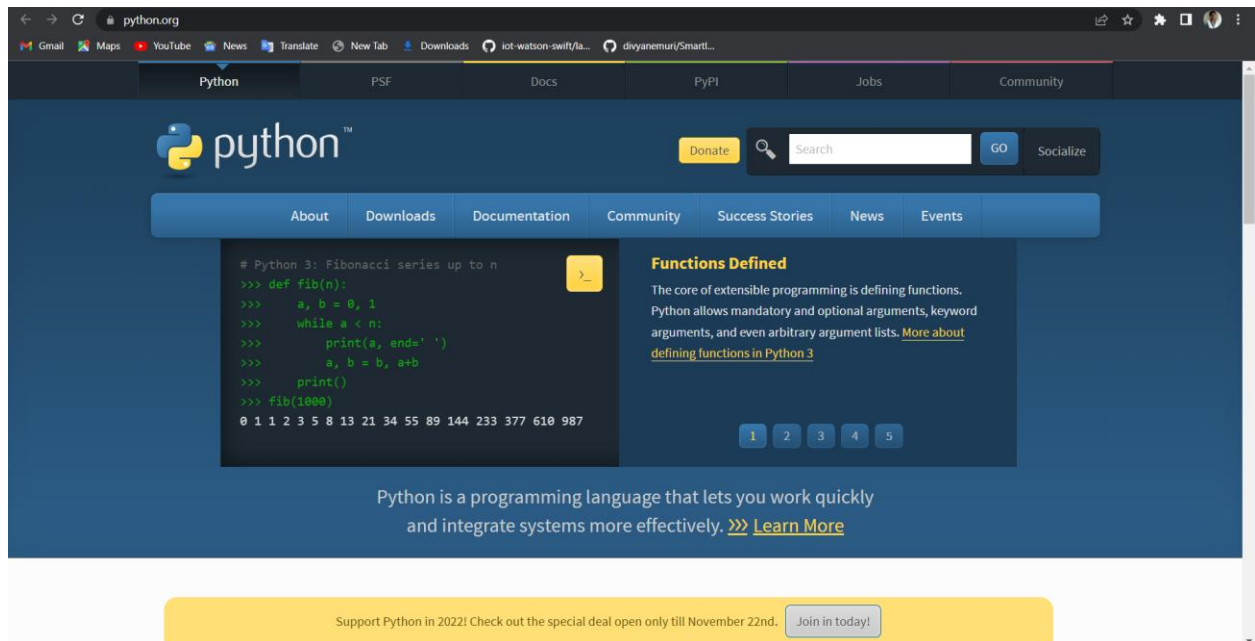 python.org
Gmail Maps YouTube News Translate New Tab Downloads iot-watson-swift/la... divyanemuri/Smartl...
Python PSF Docs PyPI Jobs Community
python™
Donate Search GO Socialize
About Downloads Documentation Community Success Stories News Events
# Python 3: Fibonacci series up to n
>>> def fib(n):
>>>     a, b = 0, 1
>>>     while a < n:
>>>         print(a, end=' ')
>>>         a, b = b, a+b
>>>     print()
>>> fib(1000)
0 1 1 2 3 5 8 13 21 34 55 89 144 233 377 610 987
>_
Functions Defined
The core of extensible programming is defining functions.
Python allows mandatory and optional arguments, keyword
arguments, and even arbitrary argument lists. More about
defining functions in Python 3
1 2 3 4 5
Python is a programming language that lets you work quickly
and integrate systems more effectively. >>> Learn More
Support Python in 2022! Check out the special deal open only till November 22nd. Join in today!